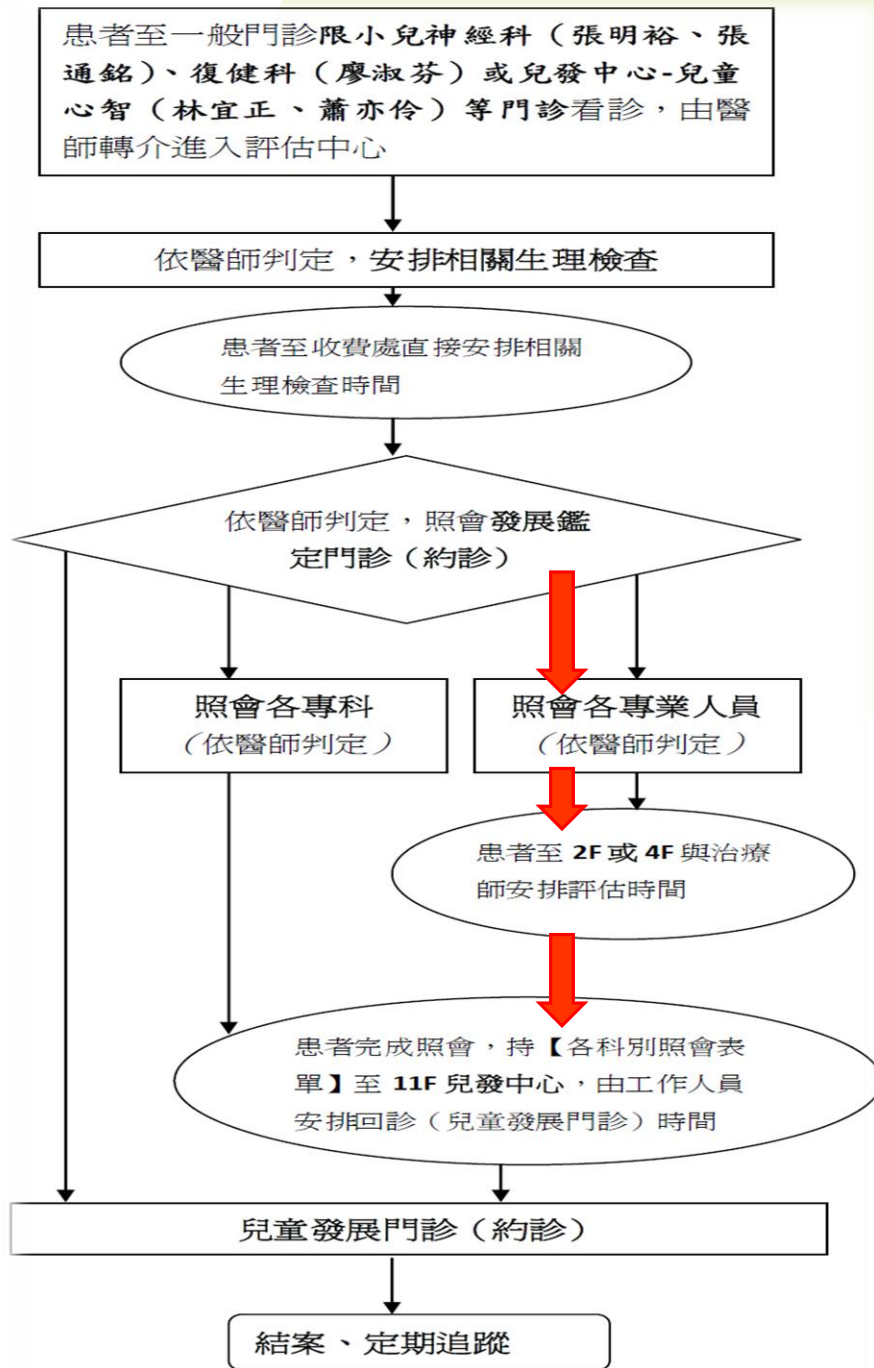 患者至一般門診限小兒神經科（張明裕、張
通銘）、復健科（廖淑芬）或兒發中心-兒童
心智（林宜正、蕭亦伶）等門診看診，由醫
師轉介進入評估中心
依醫師判定，安排相關生理檢查
患者至收費處直接安排相關
生理檢查時間
依醫師判定，照會發展鑑
定門診（約診）
照會各專科
（依醫師判定）
照會各專業人員
（依醫師判定）
患者至 2F 或 4F 與治療
師安排評估時間
患者完成照會，持【各科別照會表
單】至 11F 兒發中心，由工作人員
安排回診（兒童發展門診）時間
兒童發展門診（約診）
結案、定期追蹤